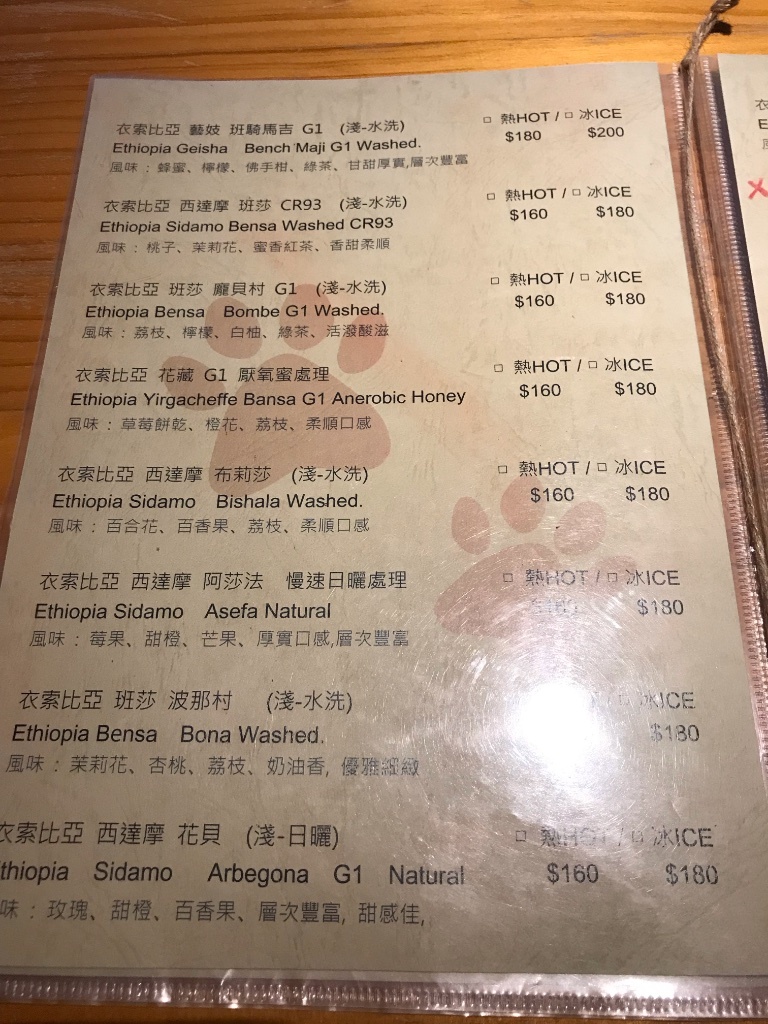 衣索比亞 藝妓 班騎馬吉 G1 (淺-水洗) □ 熱HOT / □ 冰ICE
Ethiopia Geisha Bench Maji G1 Washed. $180 $200
風味 : 蜂蜜、檸檬、佛手柑、綠茶、甘甜厚實,層次豐富
衣索比亞 西達摩 班莎 CR93 (淺-水洗) □ 熱HOT / □ 冰ICE
Ethiopia Sidamo Bensa Washed CR93 $160 $180
風味 : 桃子、茉莉花、蜜香紅茶、香甜柔順
衣索比亞 班莎 龐貝村 G1 (淺-水洗) □ 熱HOT / □ 冰ICE
Ethiopia Bensa Bombe G1 Washed. $160 $180
風味 : 荔枝、檸檬、白柚、綠茶、活潑酸滋
衣索比亞 花藏 G1 厭氧蜜處理 □ 熱HOT / □ 冰ICE
Ethiopia Yirgacheffe Bansa G1 Anerobic Honey $160 $180
風味 : 草莓餅乾、橙花、荔枝、柔順口感
衣索比亞 西達摩 布莉莎 (淺-水洗) □ 熱HOT / □ 冰ICE
Ethiopia Sidamo Bishala Washed. $160 $180
風味 : 百合花、百香果、荔枝、柔順口感
衣索比亞 西達摩 阿莎法 慢速日曬處理 □ 熱HOT / □ 冰ICE
Ethiopia Sidamo Asefa Natural $180
風味 : 莓果、甜橙、芒果、厚實口感,層次豐富
衣索比亞 班莎 波那村 (淺-水洗) / □ 冰ICE
Ethiopia Bensa Bona Washed. $180
風味 : 茉莉花、杏桃、荔枝、奶油香, 優雅細緻
衣索比亞 西達摩 花貝 (淺-日曬) □ 熱HOT / □ 冰ICE
thiopia Sidamo Arbegona G1 Natural $160 $180
味 : 玫瑰、甜橙、百香果、層次豐富, 甜感佳,